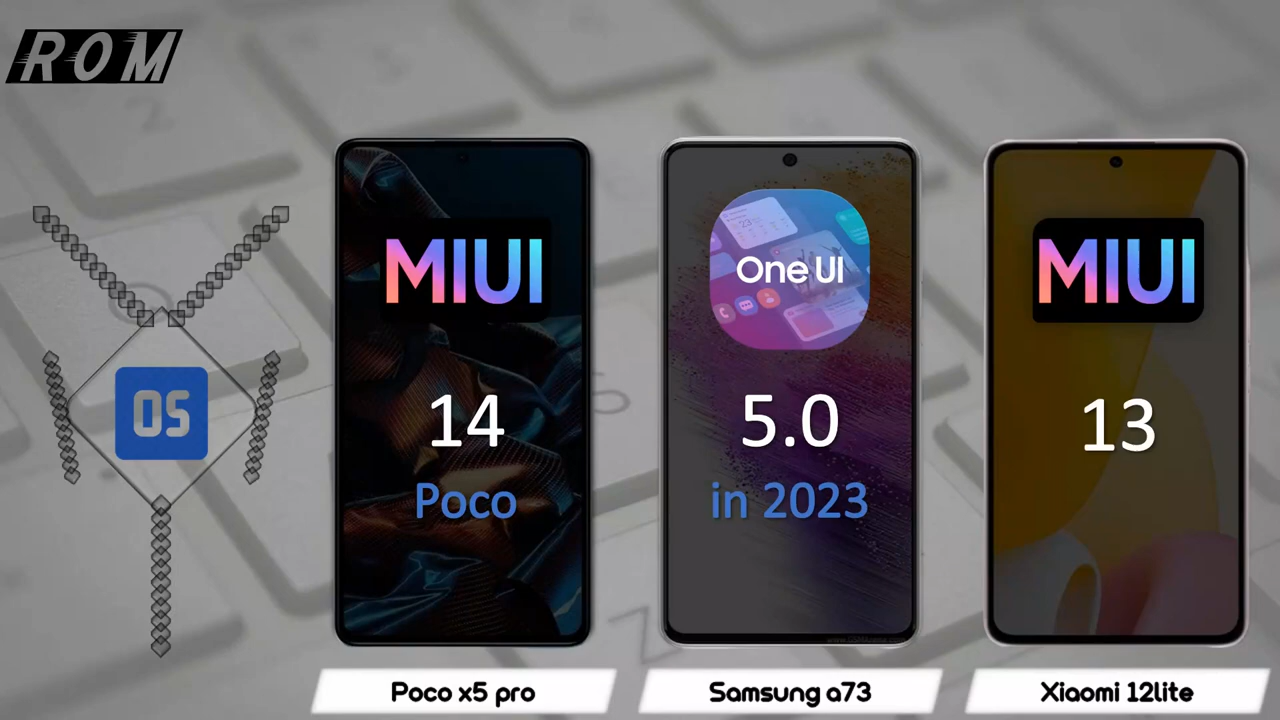 ROM
OS
MIUI
14
Poco
One UI
5.0
in 2023
MIUI
13
Poco x5 pro
Samsung a73
Xiaomi 12lite